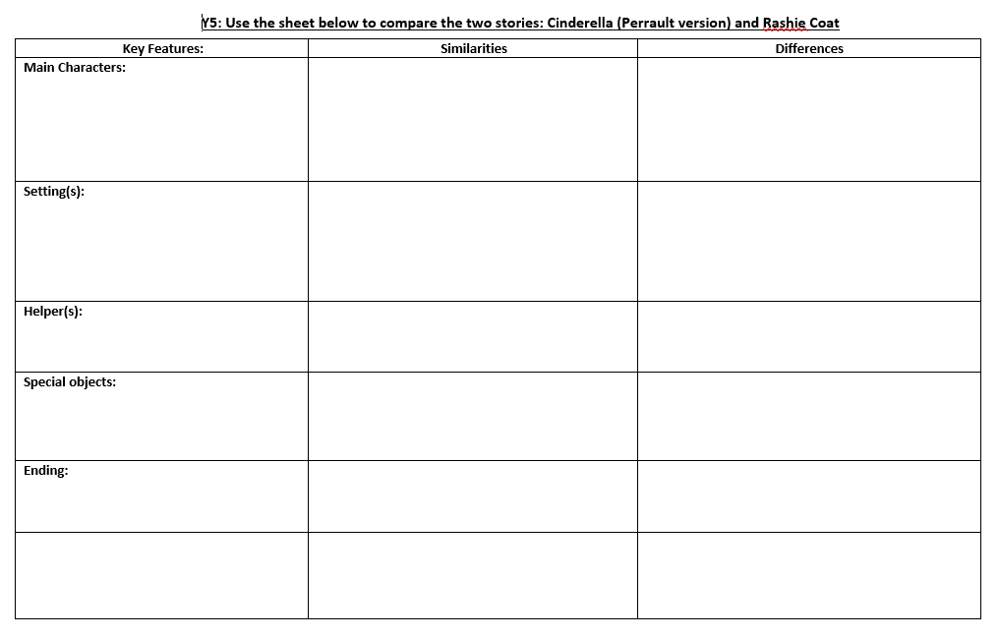 Y5: Use the sheet below to compare the two stories: Cinderella (Perrault version) and Rashie Coat
Key Features: Similarities Differences
Main Characters:
Setting(s):
Helper(s):
Special objects:
Ending: